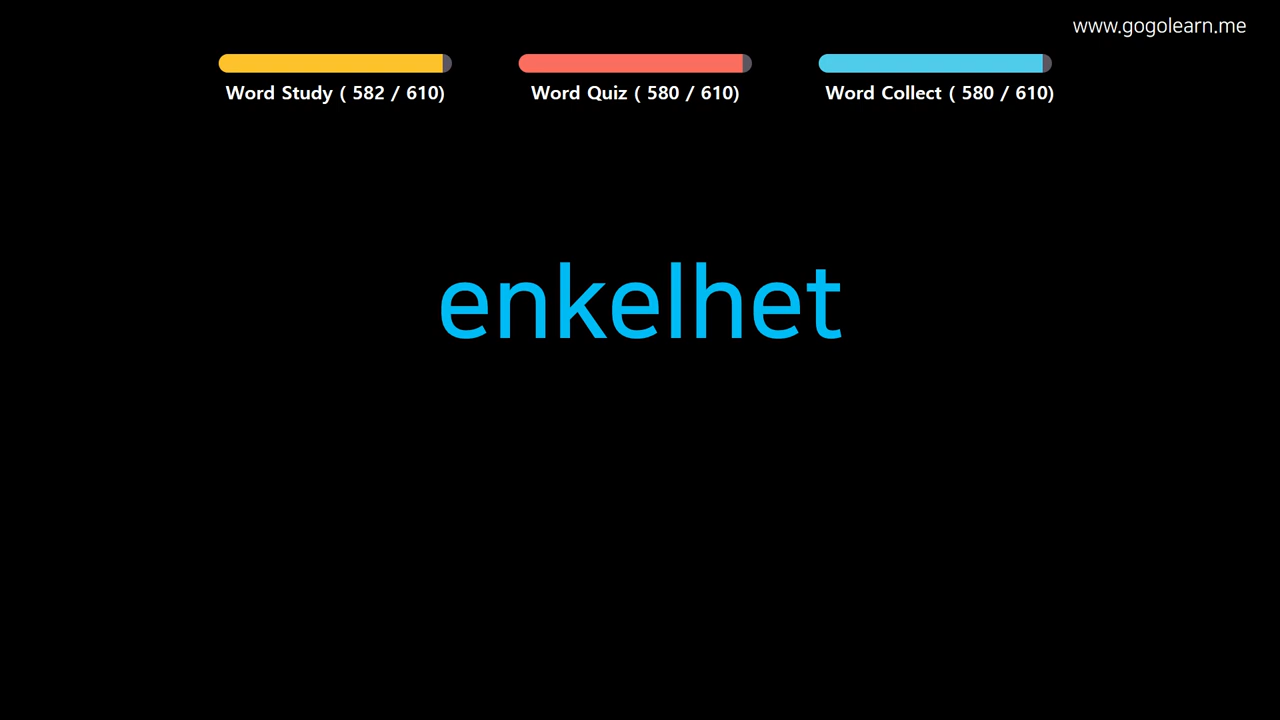 www.gogolearn.me
Word Study ( 582 / 610)
Word Quiz ( 580 / 610)
Word Collect ( 580 / 610)
enkelhet